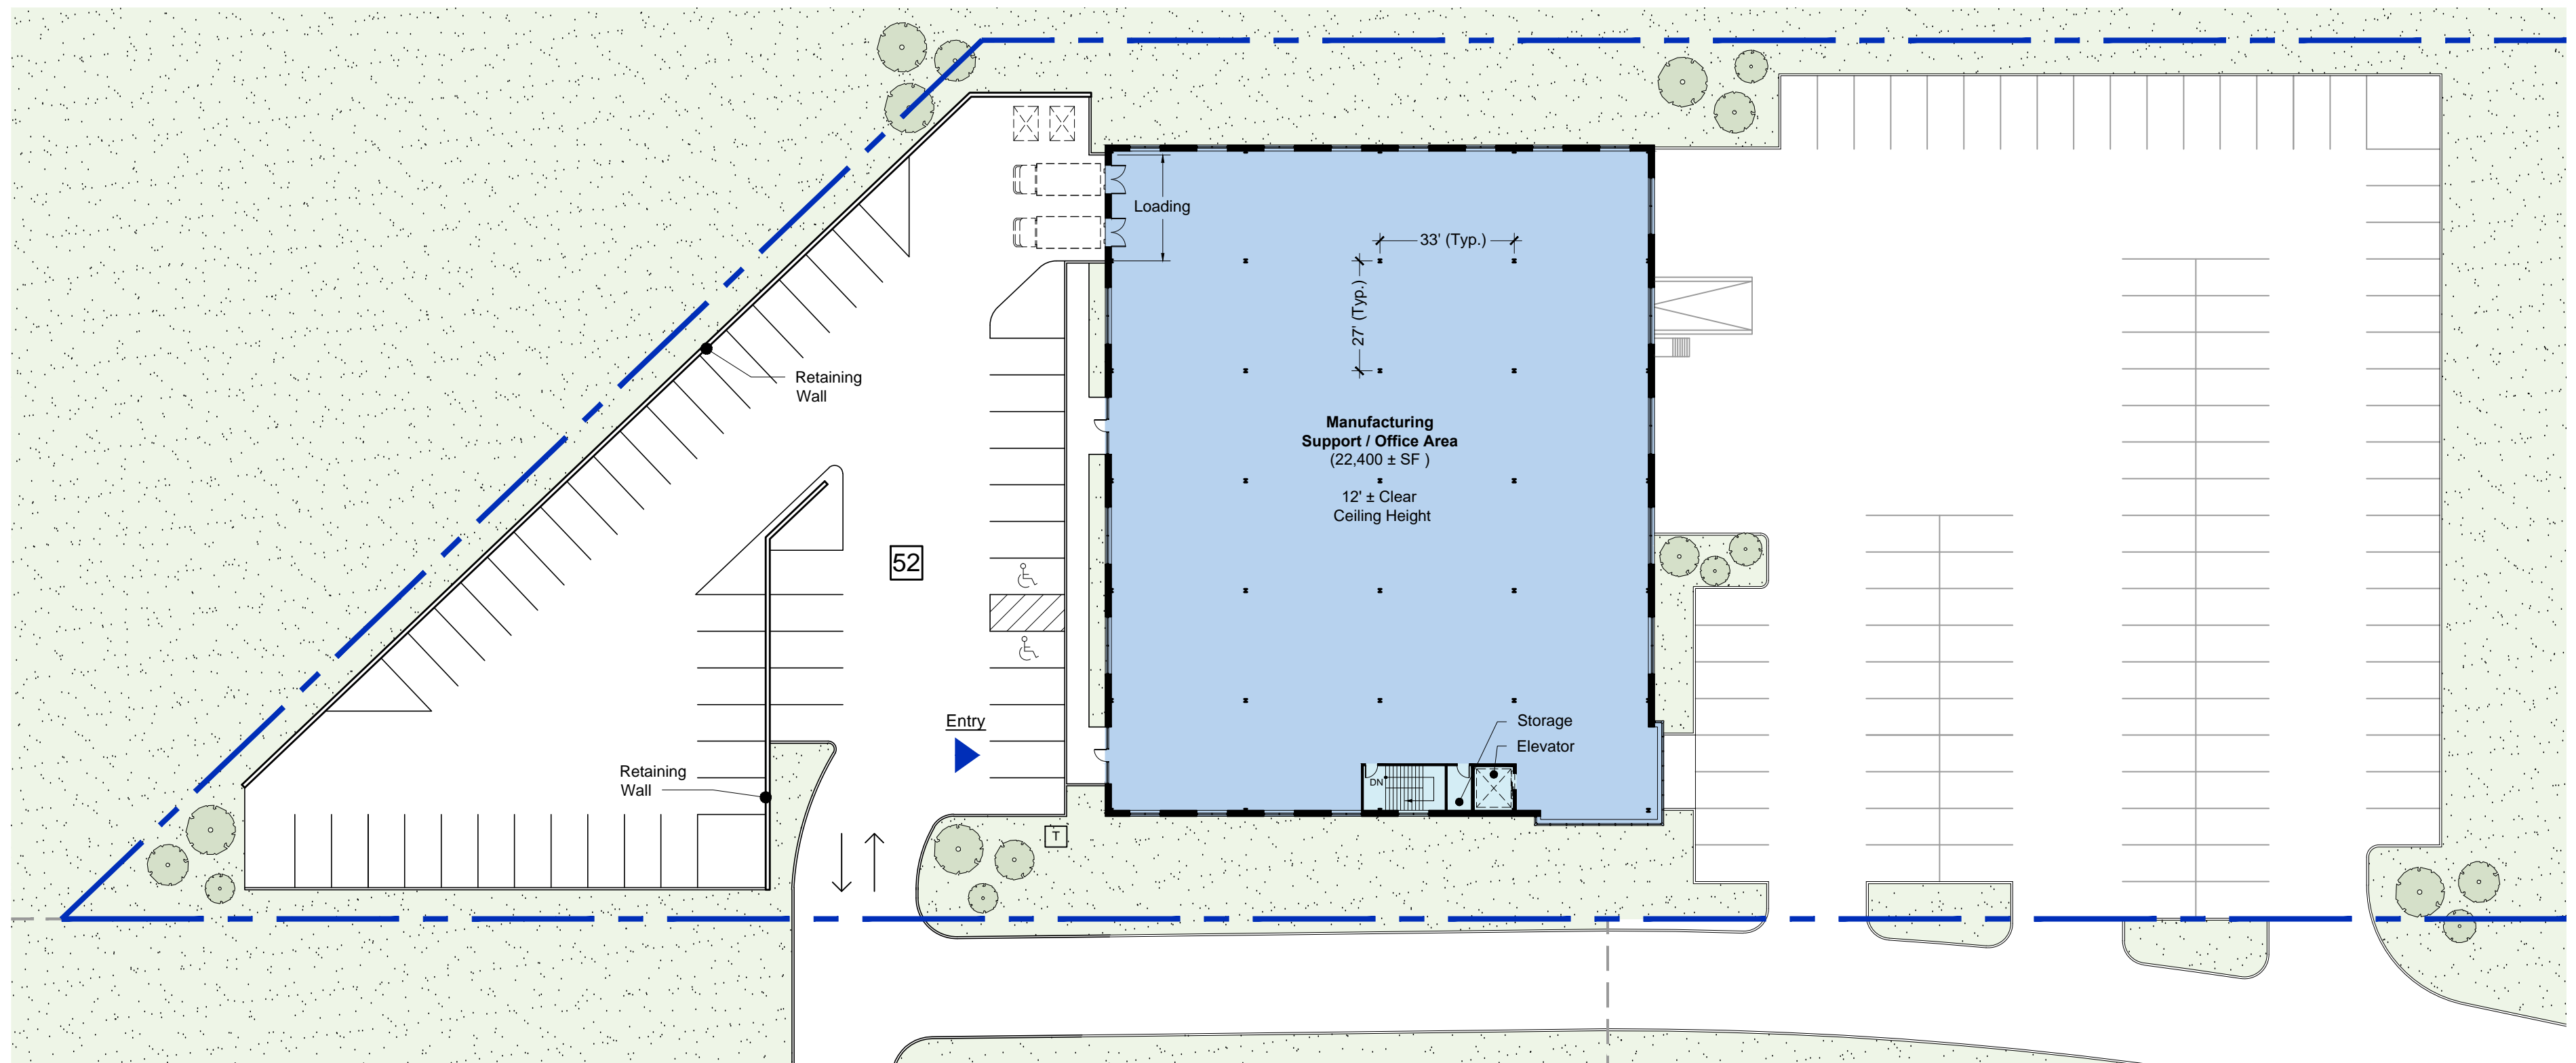 Loading
33' (Typ.)
27' (Typ.)
Retaining
Wall
Manufacturing
Support / Office Area
(22,400 ± SF )
12' ± Clear
Ceiling Height
52
Entry
Storage
Elevator
DN
Retaining
Wall
T